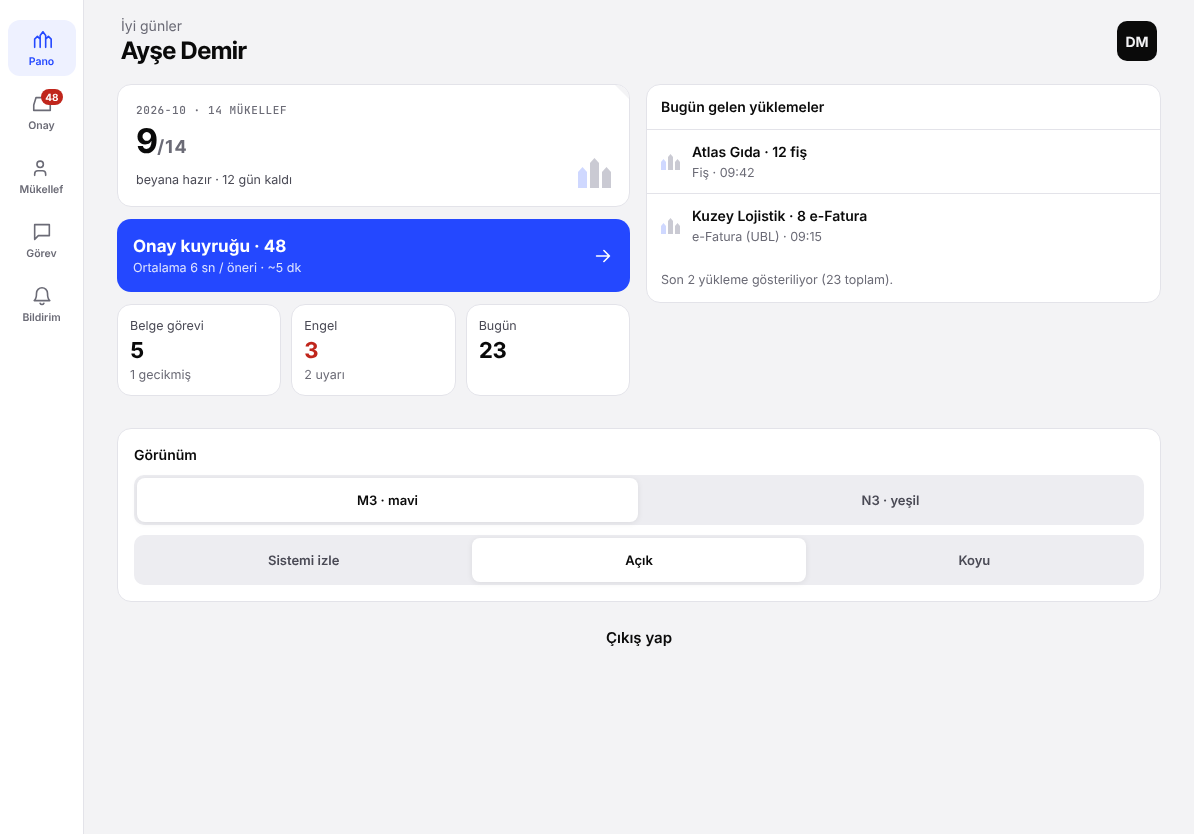 Pano
48
Onay
Mükellef
Görev
Bildirim
İyi günler
Ayşe Demir
DM
2026-10 · 14 MÜKELLEF
9/14
beyana hazır · 12 gün kaldı
Onay kuyruğu · 48
Ortalama 6 sn / öneri · ~5 dk
Belge görevi
5
1 gecikmiş
Engel
3
2 uyarı
Bugün
23
Bugün gelen yüklemeler
Atlas Gıda · 12 fiş
Fiş · 09:42
Kuzey Lojistik · 8 e-Fatura
e-Fatura (UBL) · 09:15
Son 2 yükleme gösteriliyor (23 toplam).
Görünüm
M3 · mavi
N3 · yeşil
Sistemi izle
Açık
Koyu
Çıkış yap